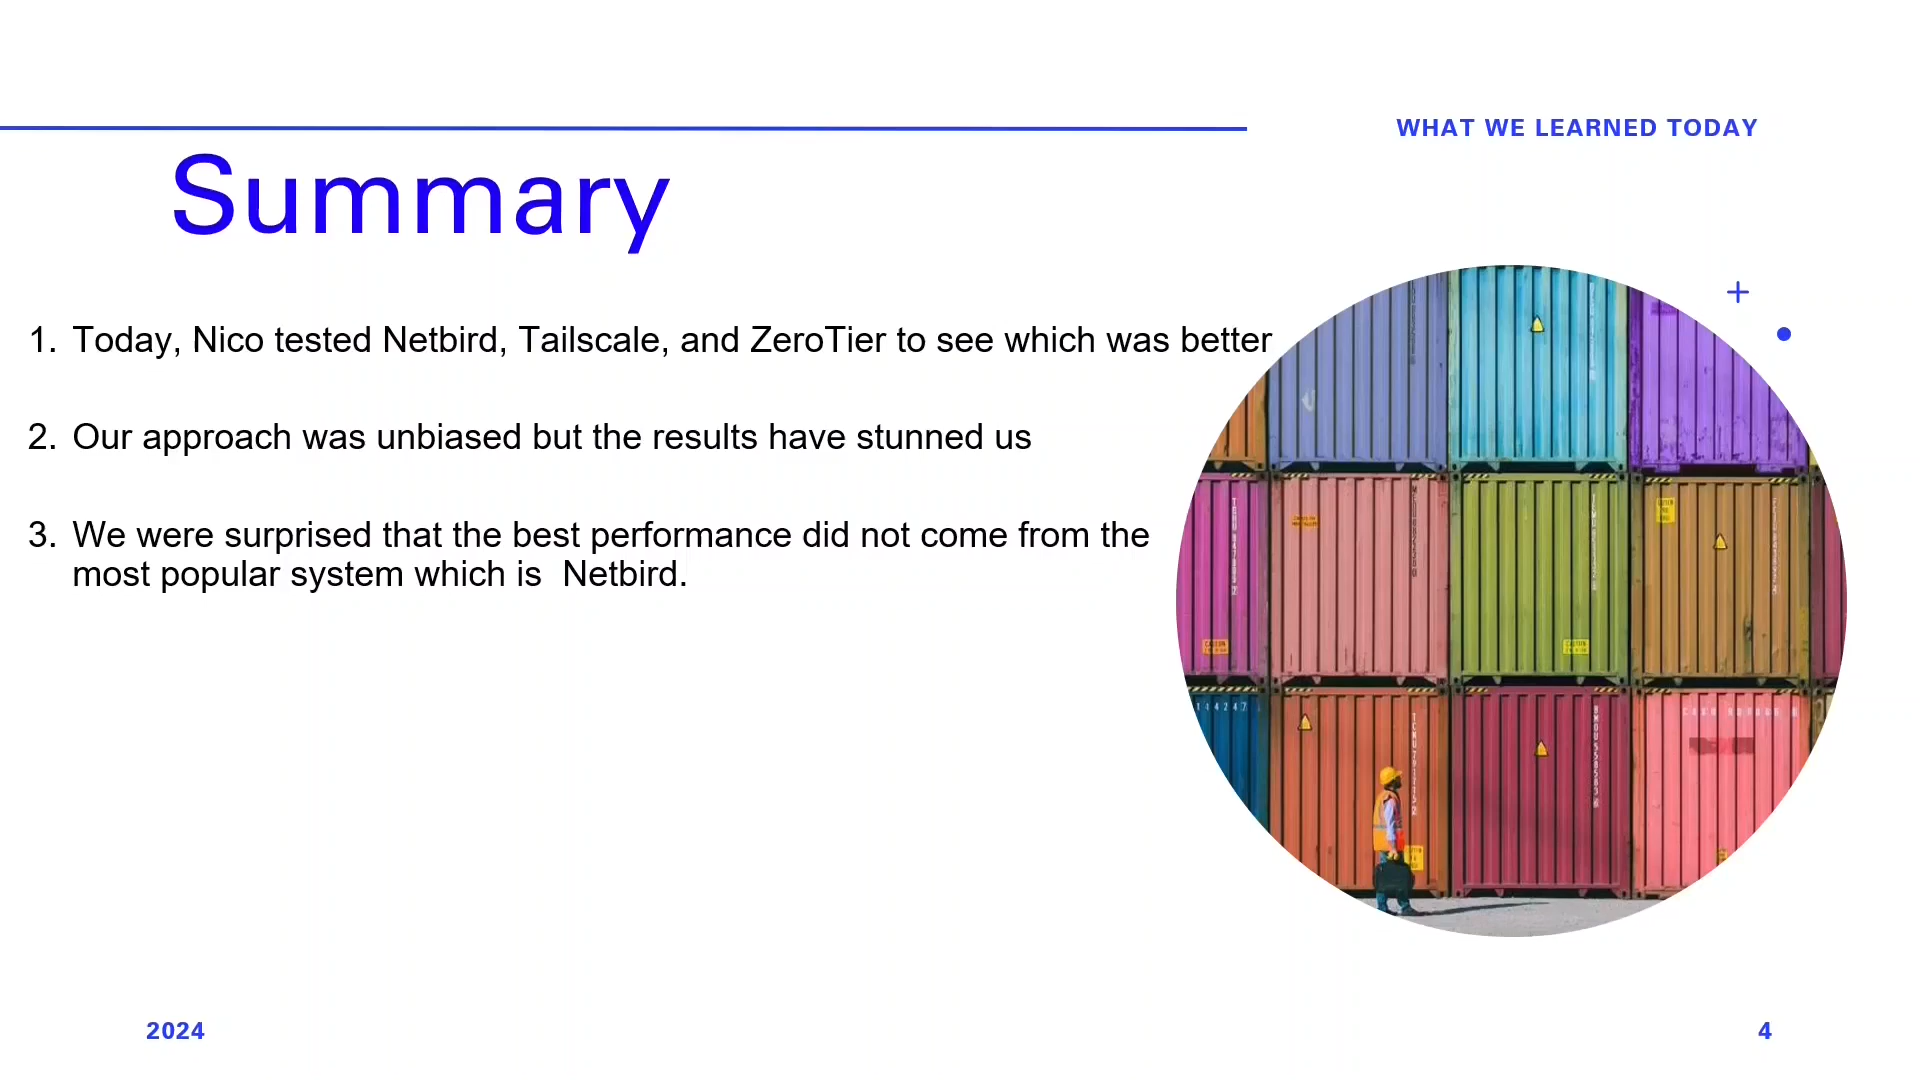 WHAT WE LEARNED TODAY
Summary
1. Today, Nico tested Netbird, Tailscale, and ZeroTier to see which was better
2. Our approach was unbiased but the results have stunned us
3. We were surprised that the best performance did not come from the
most popular system which is  Netbird.
2024
4